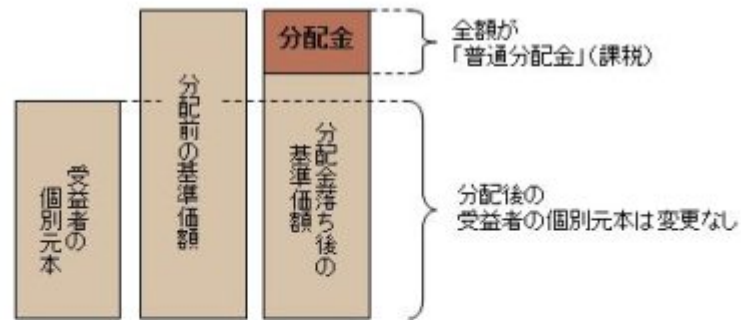 受益者の
個別元本
分配前の基準価額
分配金
分配金落ち後の
基準価額
全額が
「普通分配金」(課税)
分配後の
受益者の個別元本は変更なし